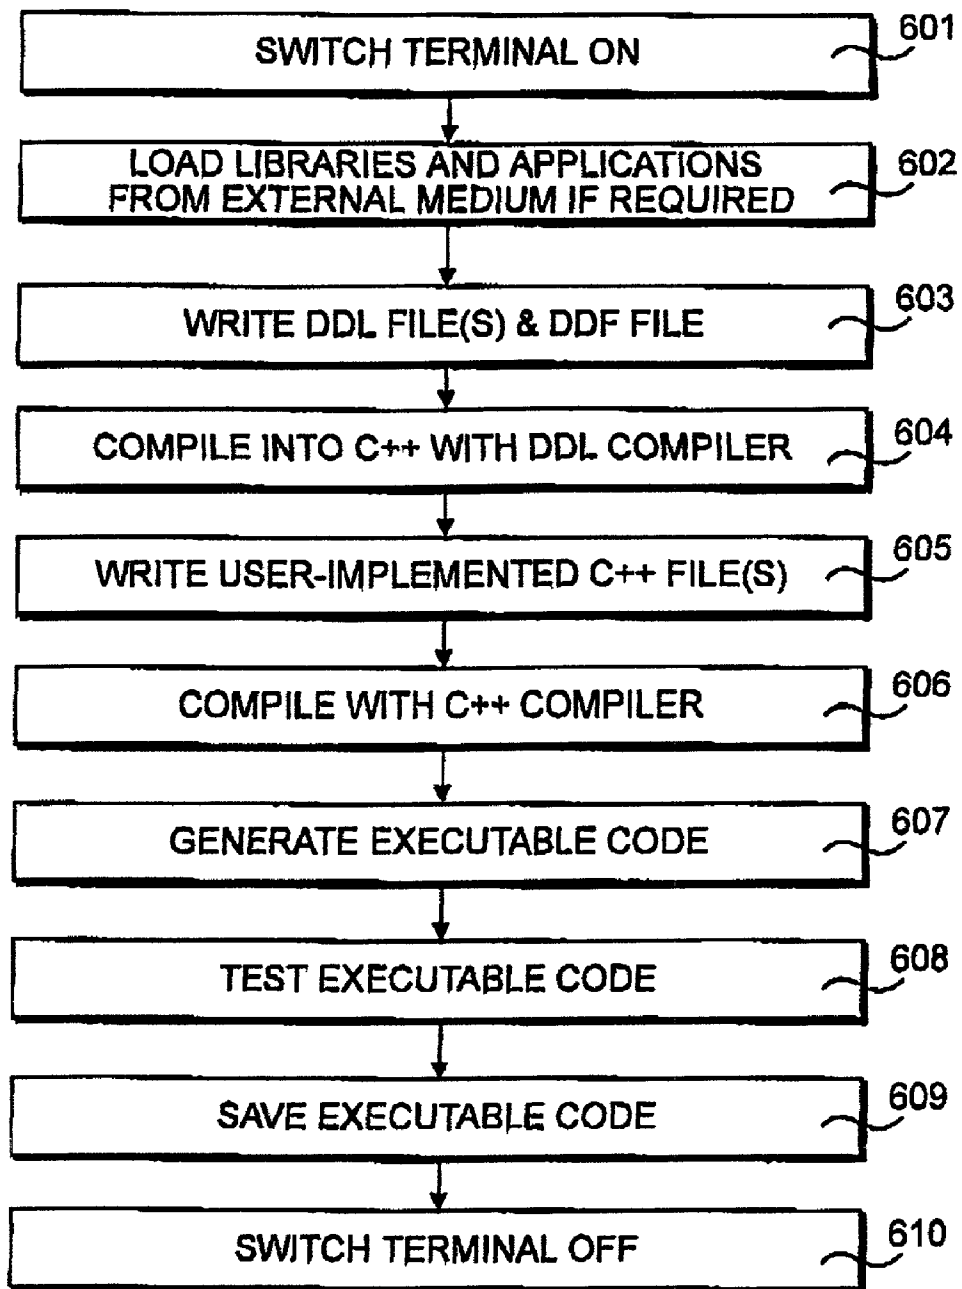 SWITCH TERMINAL ON
601
LOAD LIBRARIES AND APPLICATIONS
FROM EXTERNAL MEDIUM IF REQUIRED
602
WRITE DDL FILE(S) & DDF FILE
603
COMPILE INTO C++ WITH DDL COMPILER
604
WRITE USER-IMPLEMENTED C++ FILE(S)
605
COMPILE WITH C++ COMPILER
606
GENERATE EXECUTABLE CODE
607
TEST EXECUTABLE CODE
608
SAVE EXECUTABLE CODE
609
SWITCH TERMINAL OFF
610